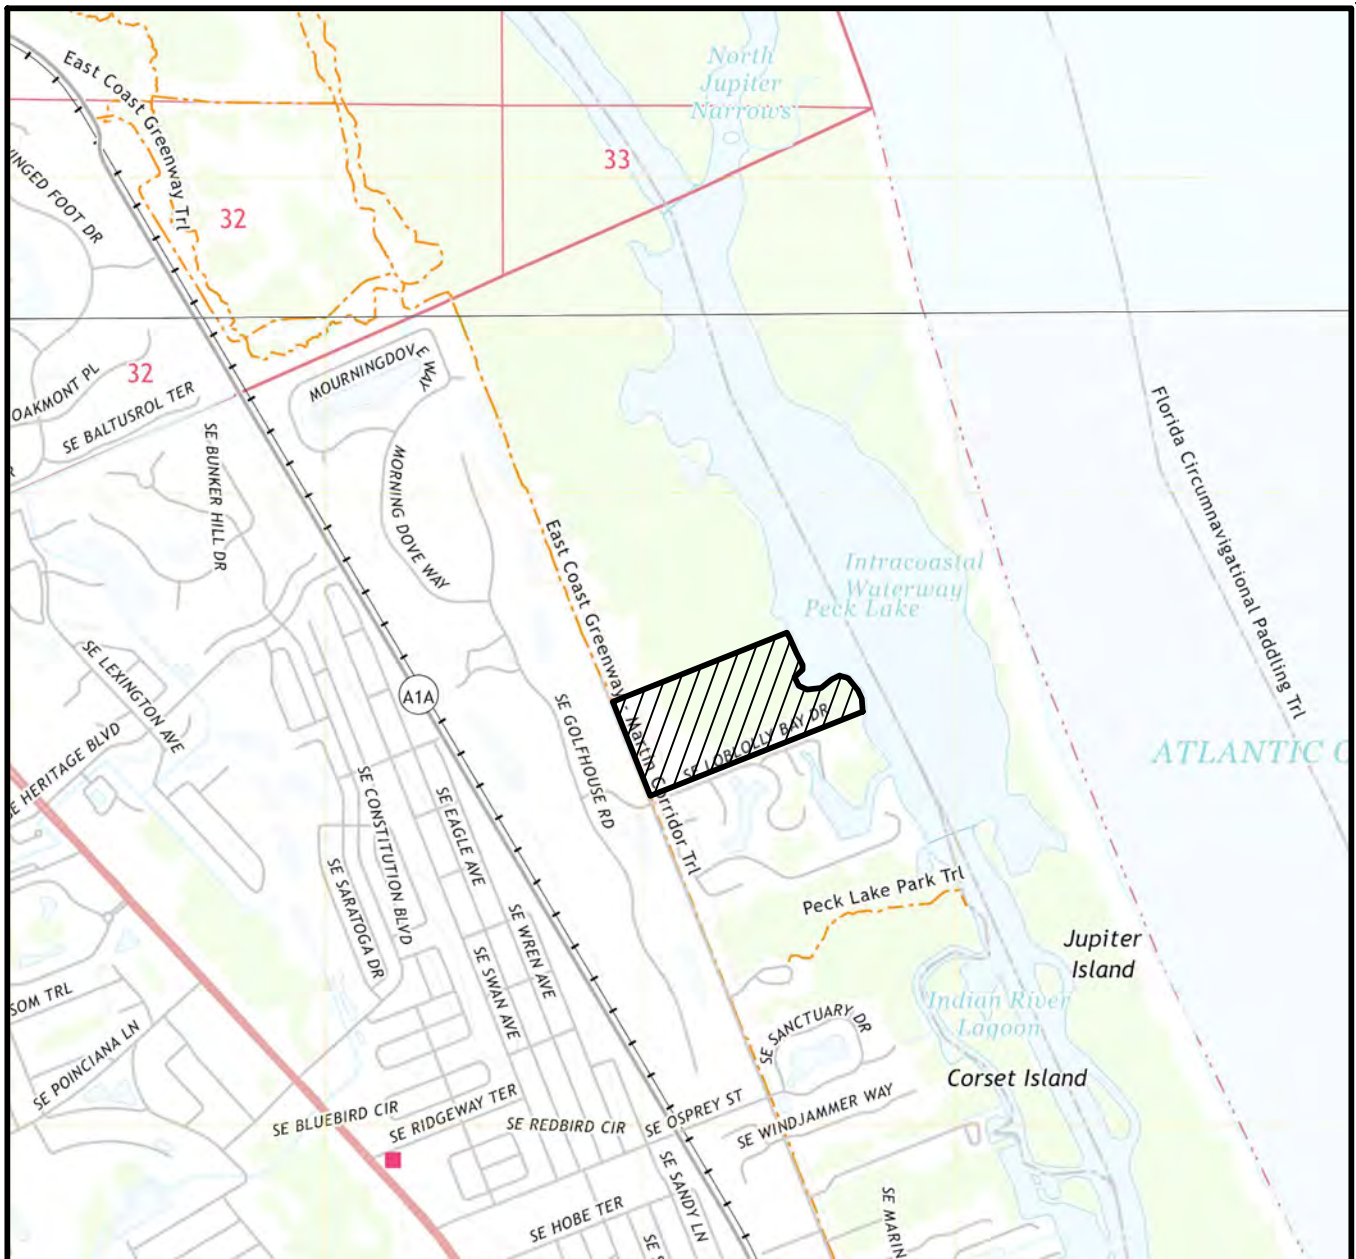 North
Jupiter
Narrows
East Coast Greenway Trl
33
32
INGED FOOT DR
32
MOURNINGDOVE WAY
OAKMONT PL
SE BALTUSROL TER
SE BUNKER HILL DR
MORNING DOVE WAY
Florida Circumnavigational Paddling Trl
East Coast Greenway - Martin Corridor Trl
Intracoastal
Waterway
Peck Lake
SE LEXINGTON AVE
A1A
SE GOLFHOUSE RD
SE LOBLOLLY BAY DR
SE HERITAGE BLVD
ATLANTIC O
SE CONSTITUTION BLVD
SE EAGLE AVE
SE SARATOGA DR
Peck Lake Park Trl
SE WREN AVE
SE SWAN AVE
Jupiter
Island
SOM TRL
Indian River
Lagoon
SE SANCTUARY DR
SE POINCIANA LN
Corset Island
SE BLUEBIRD CIR
SE RIDGEWAY TER
SE REDBIRD CIR
SE OSPREY ST
SE WINDJAMMER WAY
SE SANDY LN
SE HOBE TER
SE MARIN